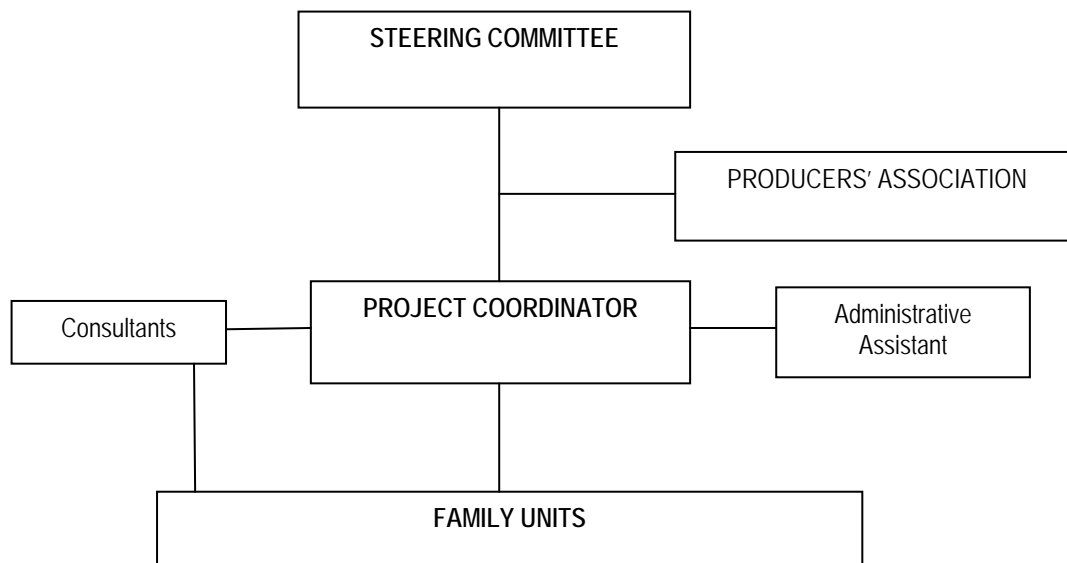 STEERING COMMITTEE
PRODUCERS’ ASSOCIATION
PROJECT COORDINATOR
Consultants
Administrative
Assistant
FAMILY UNITS